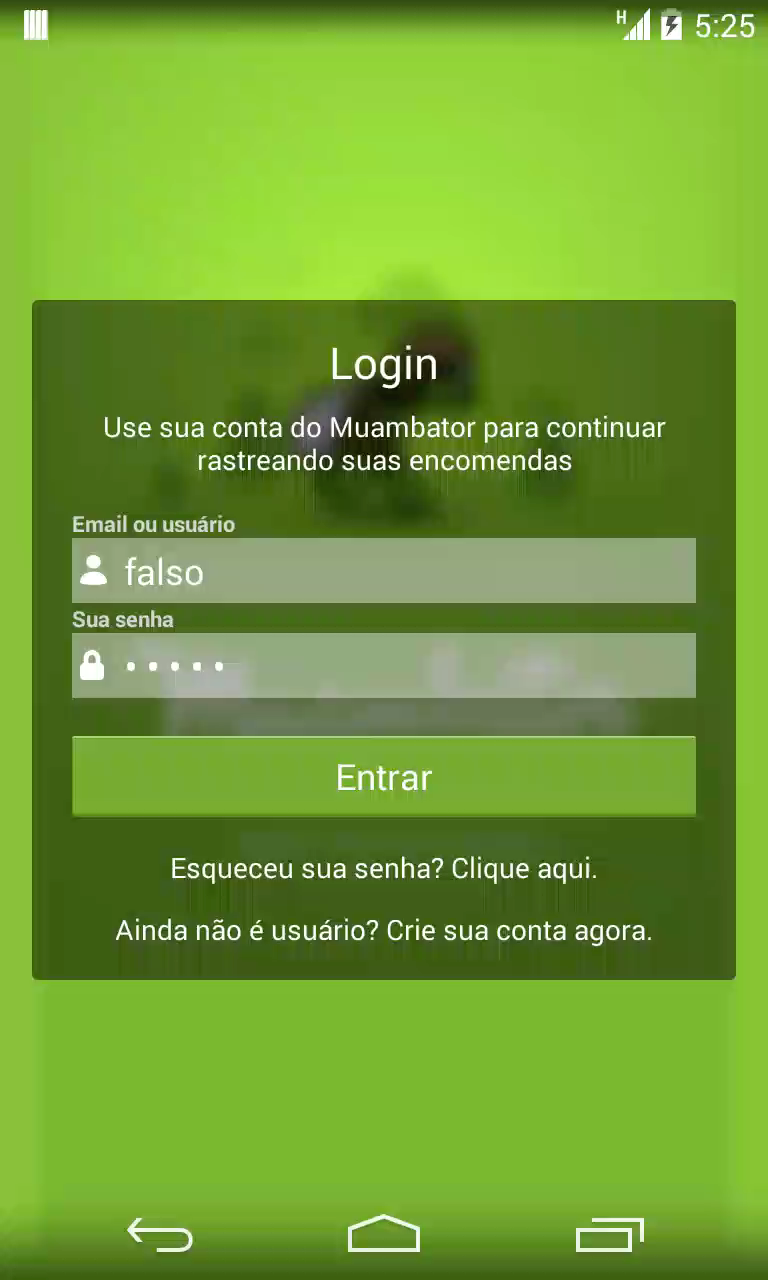 H 5:25
Login
Use sua conta do Muambator para continuar
rastreando suas encomendas
Email ou usuário
falso
Sua senha
•••••
Entrar
Esqueceu sua senha? Clique aqui.
Ainda não é usuário? Crie sua conta agora.